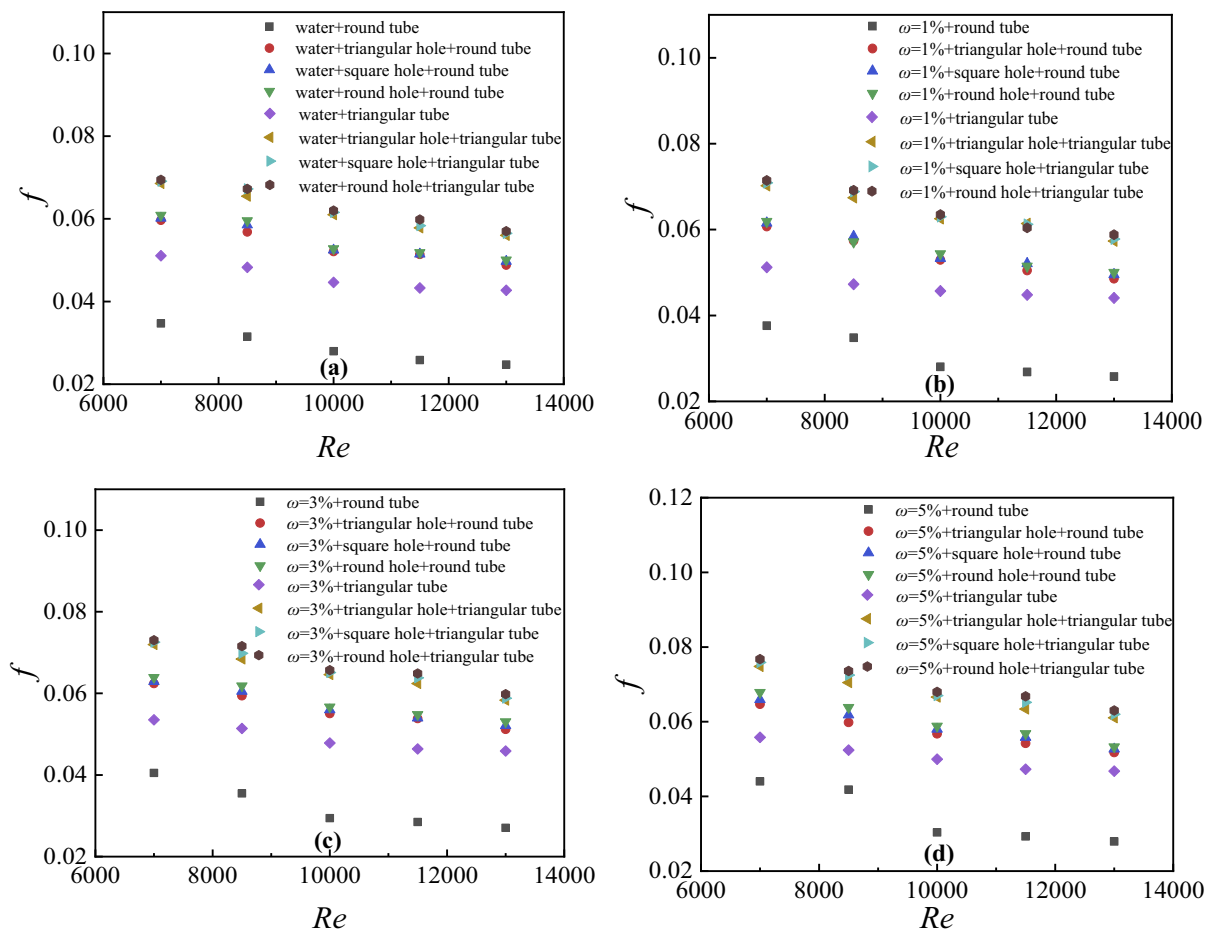 water+round tube
water+triangular hole+round tube
water+square hole+round tube
water+round hole+round tube
water+triangular tube
water+triangular hole+triangular tube
water+square hole+triangular tube
water+round hole+triangular tube
0.10
0.08
0.06
0.04
0.02
f
(a)
6000 8000 10000 12000 14000
Re
ω=1%+round tube
ω=1%+triangular hole+round tube
ω=1%+square hole+round tube
ω=1%+round hole+round tube
ω=1%+triangular tube
ω=1%+triangular hole+triangular tube
ω=1%+square hole+triangular tube
ω=1%+round hole+triangular tube
0.10
0.08
0.06
0.04
0.02
f
(b)
6000 8000 10000 12000 14000
Re
ω=3%+round tube
ω=3%+triangular hole+round tube
ω=3%+square hole+round tube
ω=3%+round hole+round tube
ω=3%+triangular tube
ω=3%+triangular hole+triangular tube
ω=3%+square hole+triangular tube
ω=3%+round hole+triangular tube
0.10
0.08
0.06
0.04
0.02
f
(c)
6000 8000 10000 12000 14000
Re
ω=5%+round tube
ω=5%+triangular hole+round tube
ω=5%+square hole+round tube
ω=5%+round hole+round tube
ω=5%+triangular tube
ω=5%+triangular hole+triangular tube
ω=5%+square hole+triangular tube
ω=5%+round hole+triangular tube
0.12
0.10
0.08
0.06
0.04
0.02
f
(d)
6000 8000 10000 12000 14000
Re